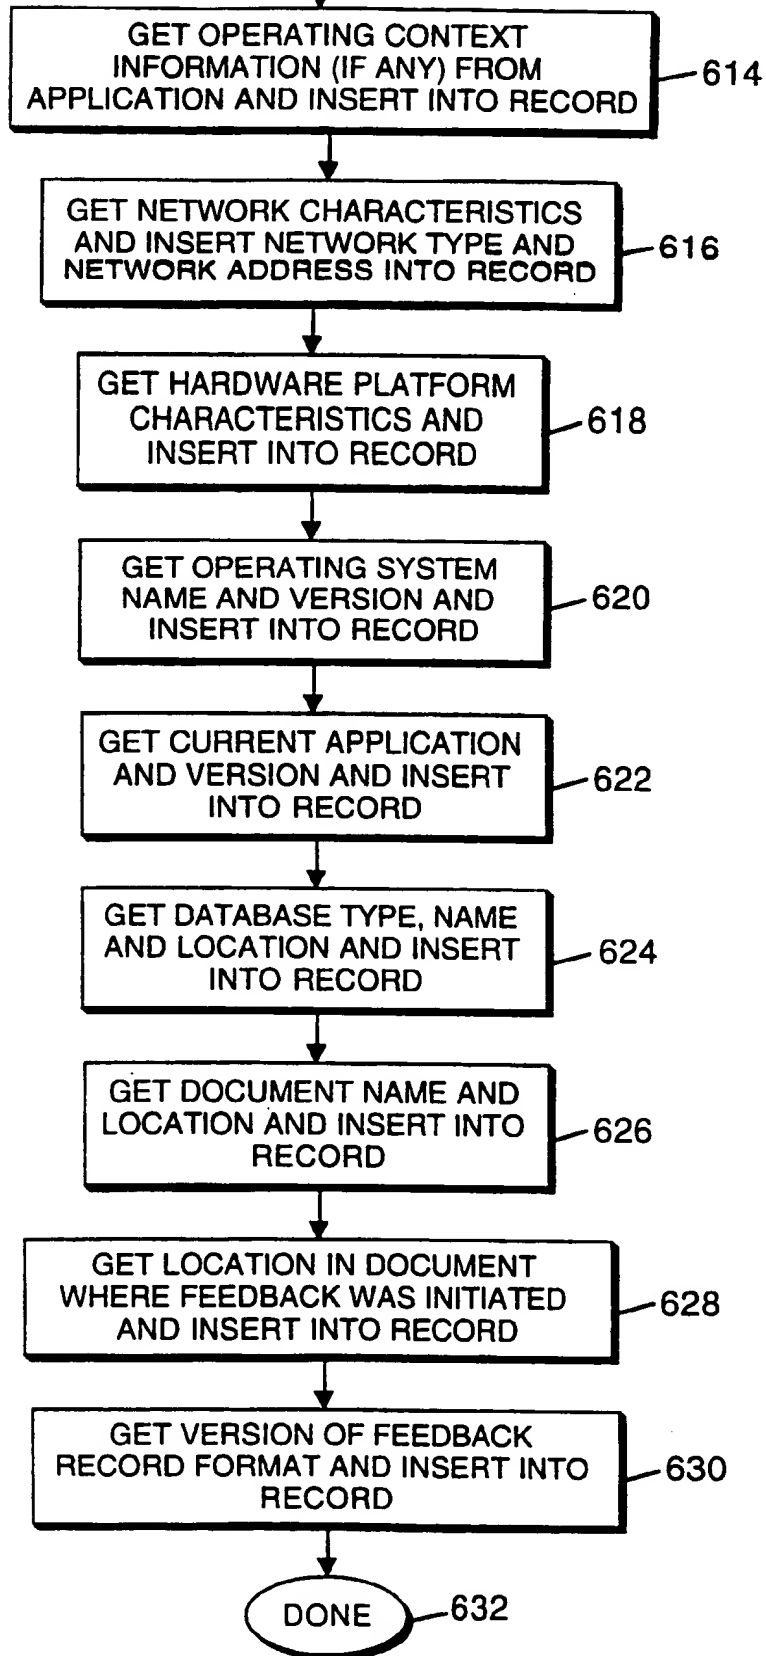 GET OPERATING CONTEXT
INFORMATION (IF ANY) FROM
APPLICATION AND INSERT INTO RECORD
614
GET NETWORK CHARACTERISTICS
AND INSERT NETWORK TYPE AND
NETWORK ADDRESS INTO RECORD
616
GET HARDWARE PLATFORM
CHARACTERISTICS AND
INSERT INTO RECORD
618
GET OPERATING SYSTEM
NAME AND VERSION AND
INSERT INTO RECORD
620
GET CURRENT APPLICATION
AND VERSION AND INSERT
INTO RECORD
622
GET DATABASE TYPE, NAME
AND LOCATION AND INSERT
INTO RECORD
624
GET DOCUMENT NAME AND
LOCATION AND INSERT INTO
RECORD
626
GET LOCATION IN DOCUMENT
WHERE FEEDBACK WAS INITIATED
AND INSERT INTO RECORD
628
GET VERSION OF FEEDBACK
RECORD FORMAT AND INSERT INTO
RECORD
630
DONE
632